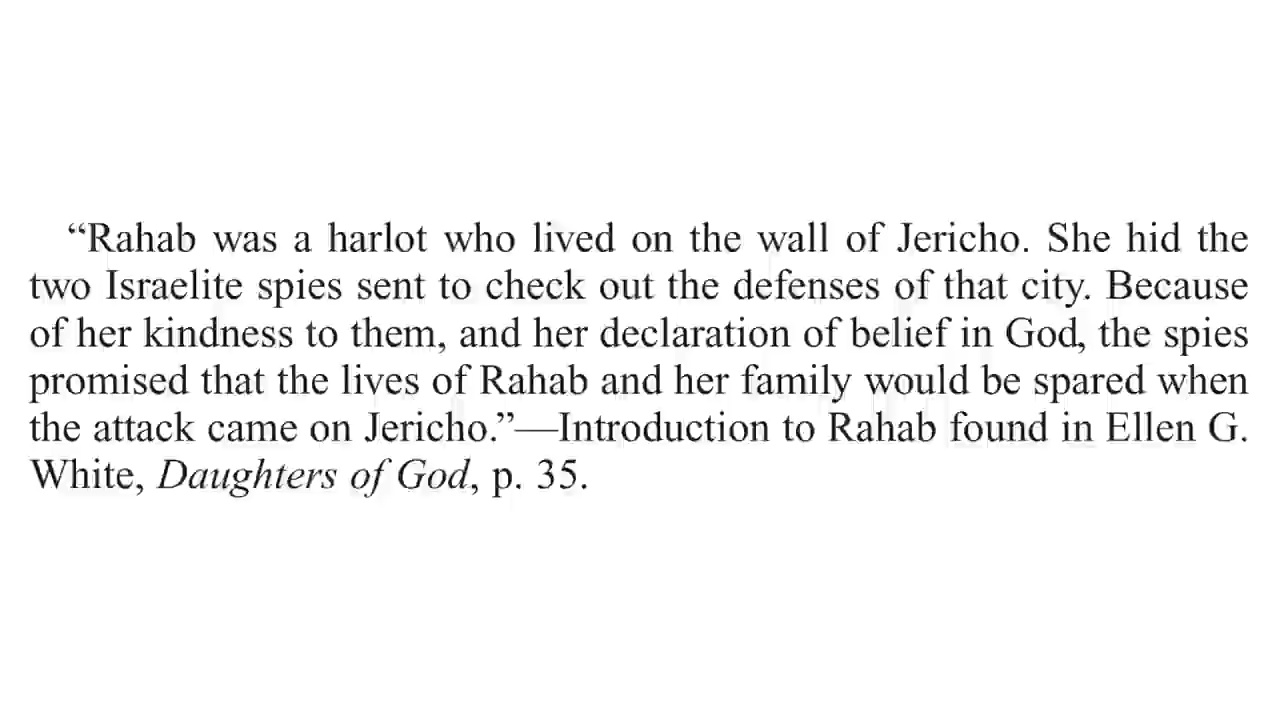 “Rahab was a harlot who lived on the wall of Jericho. She hid the
two Israelite spies sent to check out the defenses of that city. Because
of her kindness to them, and her declaration of belief in God, the spies
promised that the lives of Rahab and her family would be spared when
the attack came on Jericho.”—Introduction to Rahab found in Ellen G.
White, Daughters of God, p. 35.